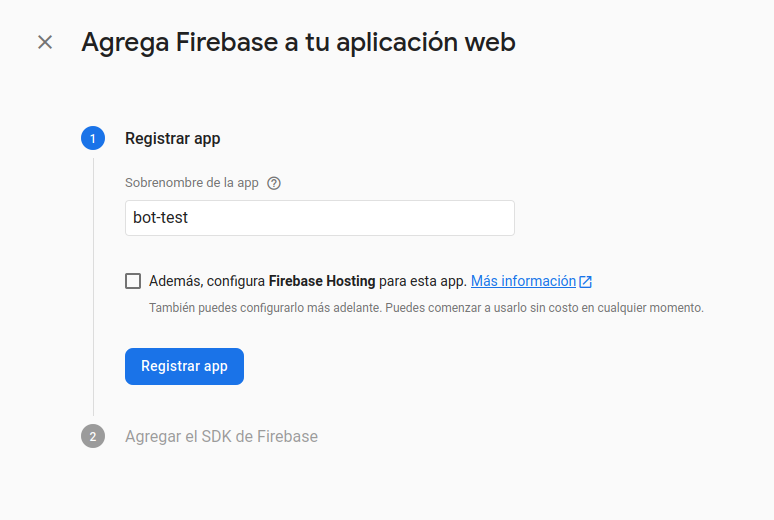 Agrega Firebase a tu aplicación web
1 Registrar app
Sobrenombre de la app
bot-test
Además, configura Firebase Hosting para esta app. Más información
También puedes configurarlo más adelante. Puedes comenzar a usarlo sin costo en cualquier momento.
Registrar app
2 Agregar el SDK de Firebase